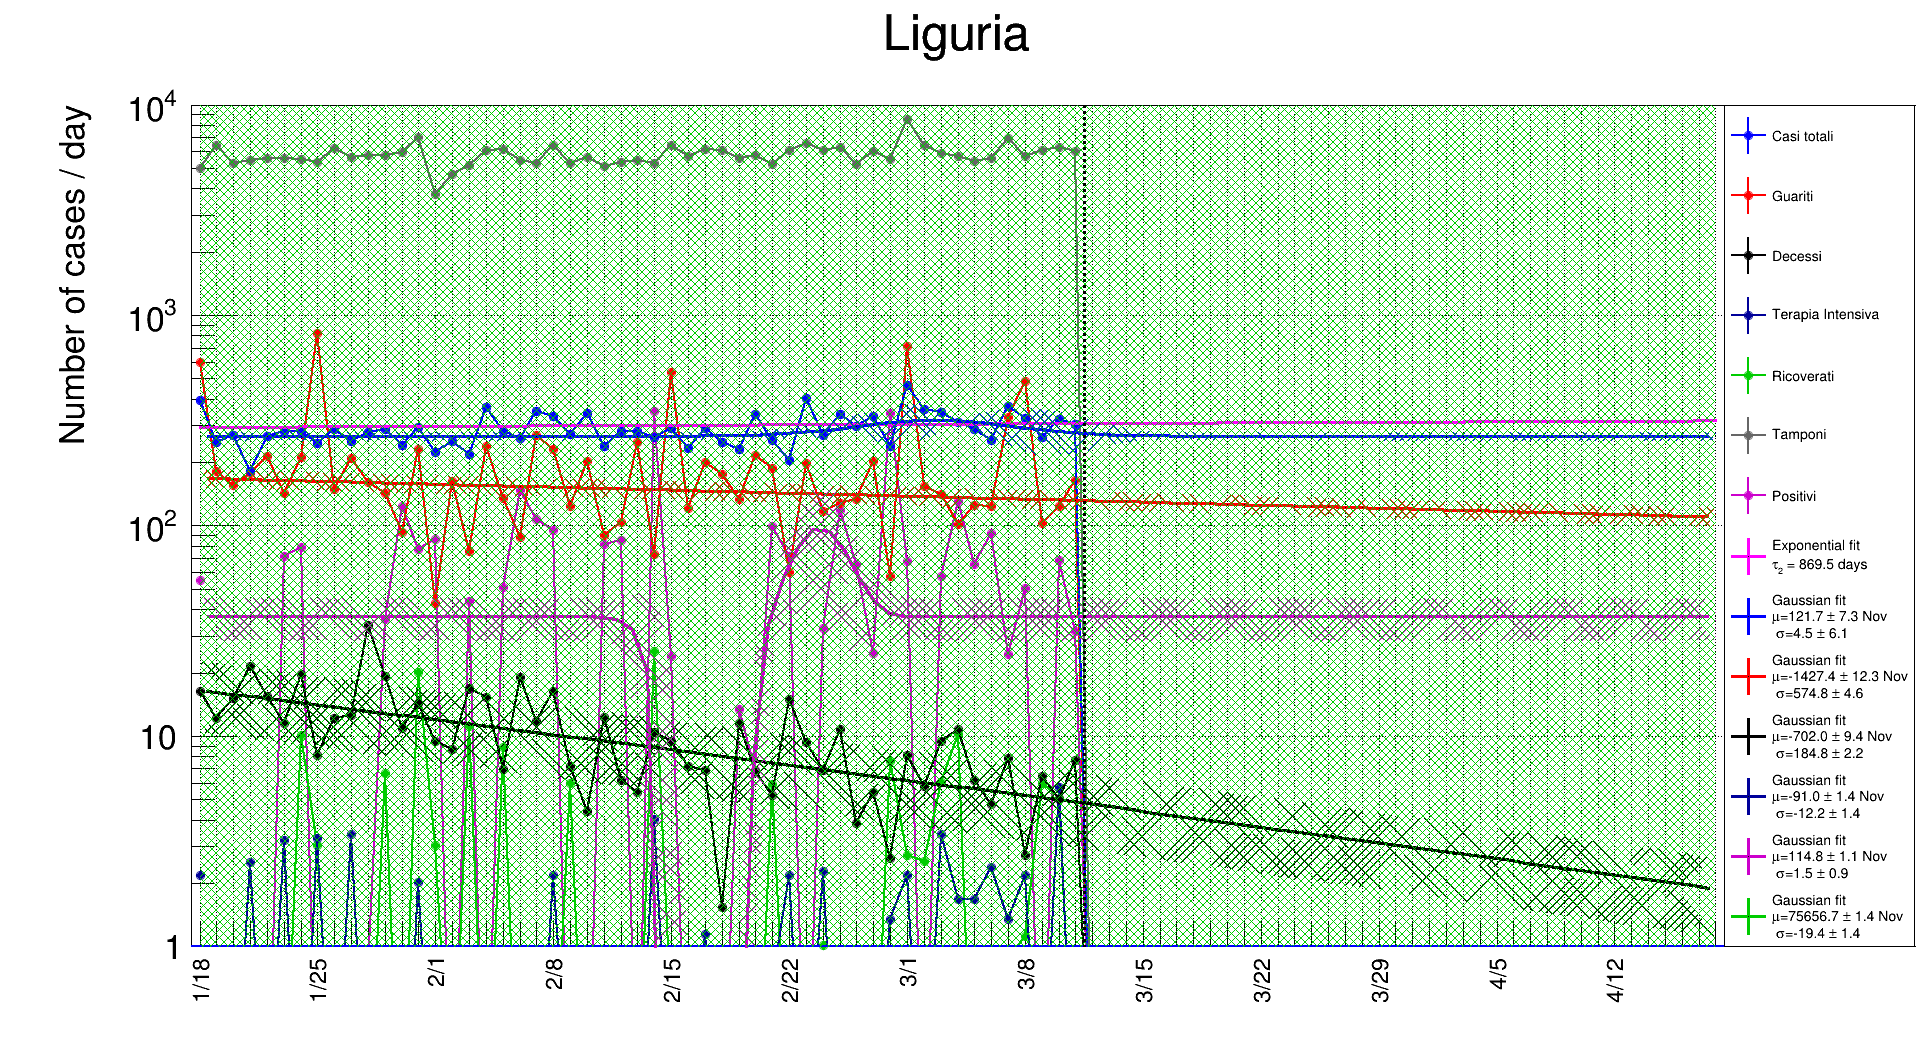 Liguria
Number of cases / day
10⁴
10³
10²
10
1
1/18
1/25
2/1
2/8
2/15
2/22
3/1
3/8
3/15
3/22
3/29
4/5
4/12
Casi totali
Guariti
Decessi
Terapia Intensiva
Ricoverati
Tamponi
Positivi
Exponential fit
τ₂ = 869.5 days
Gaussian fit
μ=121.7 ± 7.3 Nov
σ=4.5 ± 6.1
Gaussian fit
μ=-1427.4 ± 12.3 Nov
σ=574.8 ± 4.6
Gaussian fit
μ=-702.0 ± 9.4 Nov
σ=184.8 ± 2.2
Gaussian fit
μ=-91.0 ± 1.4 Nov
σ=-12.2 ± 1.4
Gaussian fit
μ=114.8 ± 1.1 Nov
σ=1.5 ± 0.9
Gaussian fit
μ=75656.7 ± 1.4 Nov
σ=-19.4 ± 1.4